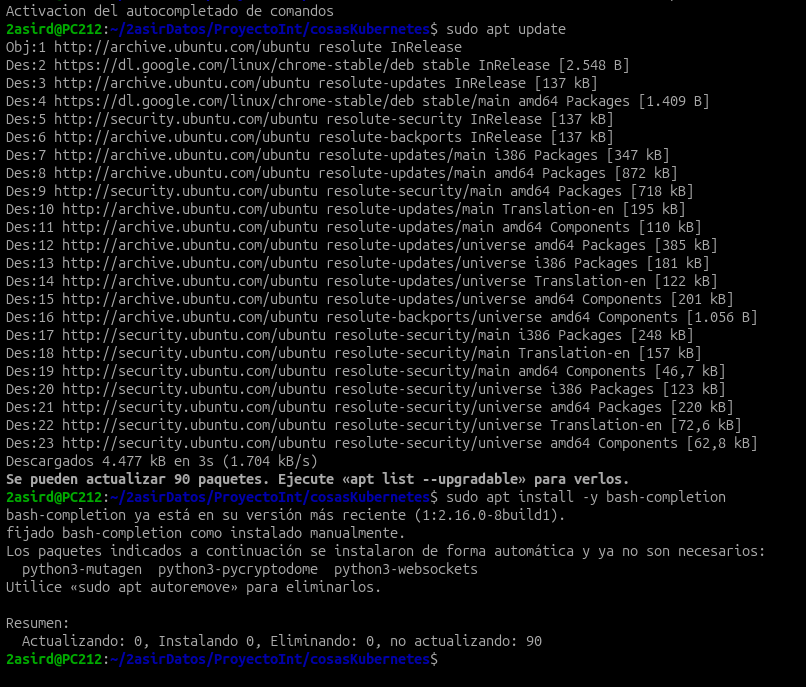 Activacion del autocompletado de comandos
2asird@PC212:~/2asirDatos/ProyectoInt/cosasKubernetes$ sudo apt update
Obj:1 http://archive.ubuntu.com/ubuntu resolute InRelease
Des:2 https://dl.google.com/linux/chrome-stable/deb stable InRelease [2.548 B]
Des:3 http://archive.ubuntu.com/ubuntu resolute-updates InRelease [137 kB]
Des:4 https://dl.google.com/linux/chrome-stable/deb stable/main amd64 Packages [1.409 B]
Des:5 http://security.ubuntu.com/ubuntu resolute-security InRelease [137 kB]
Des:6 http://archive.ubuntu.com/ubuntu resolute-backports InRelease [137 kB]
Des:7 http://archive.ubuntu.com/ubuntu resolute-updates/main i386 Packages [347 kB]
Des:8 http://archive.ubuntu.com/ubuntu resolute-updates/main amd64 Packages [872 kB]
Des:9 http://security.ubuntu.com/ubuntu resolute-security/main amd64 Packages [718 kB]
Des:10 http://archive.ubuntu.com/ubuntu resolute-updates/main Translation-en [195 kB]
Des:11 http://archive.ubuntu.com/ubuntu resolute-updates/main amd64 Components [110 kB]
Des:12 http://archive.ubuntu.com/ubuntu resolute-updates/universe amd64 Packages [385 kB]
Des:13 http://archive.ubuntu.com/ubuntu resolute-updates/universe i386 Packages [181 kB]
Des:14 http://archive.ubuntu.com/ubuntu resolute-updates/universe Translation-en [122 kB]
Des:15 http://archive.ubuntu.com/ubuntu resolute-updates/universe amd64 Components [201 kB]
Des:16 http://archive.ubuntu.com/ubuntu resolute-backports/universe amd64 Components [1.056 B]
Des:17 http://security.ubuntu.com/ubuntu resolute-security/main i386 Packages [248 kB]
Des:18 http://security.ubuntu.com/ubuntu resolute-security/main Translation-en [157 kB]
Des:19 http://security.ubuntu.com/ubuntu resolute-security/main amd64 Components [46,7 kB]
Des:20 http://security.ubuntu.com/ubuntu resolute-security/universe i386 Packages [123 kB]
Des:21 http://security.ubuntu.com/ubuntu resolute-security/universe amd64 Packages [220 kB]
Des:22 http://security.ubuntu.com/ubuntu resolute-security/universe Translation-en [72,6 kB]
Des:23 http://security.ubuntu.com/ubuntu resolute-security/universe amd64 Components [62,8 kB]
Descargados 4.477 kB en 3s (1.704 kB/s)
Se pueden actualizar 90 paquetes. Ejecute «apt list --upgradable» para verlos.
2asird@PC212:~/2asirDatos/ProyectoInt/cosasKubernetes$ sudo apt install -y bash-completion
bash-completion ya está en su versión más reciente (1:2.16.0-8build1).
fijado bash-completion como instalado manualmente.
Los paquetes indicados a continuación se instalaron de forma automática y ya no son necesarios:
  python3-mutagen  python3-pycryptodome  python3-websockets
Utilice «sudo apt autoremove» para eliminarlos.
Resumen:
  Actualizando: 0, Instalando 0, Eliminando: 0, no actualizando: 90
2asird@PC212:~/2asirDatos/ProyectoInt/cosasKubernetes$